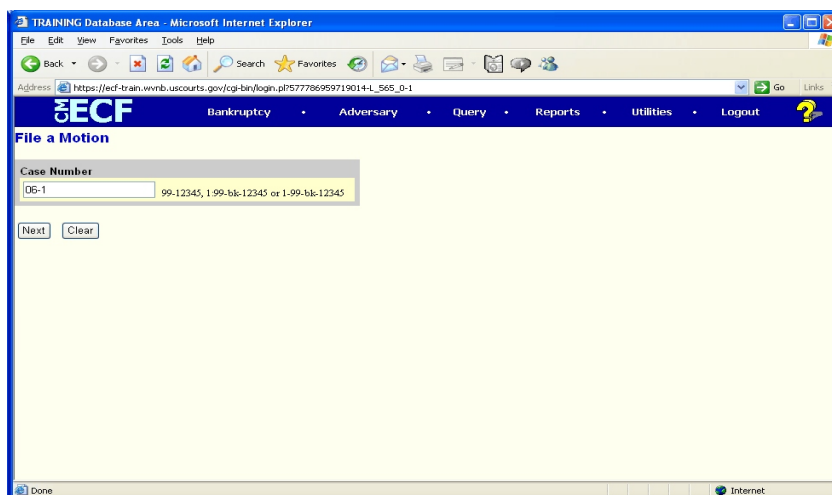 TRAINING Database Area - Microsoft Internet Explorer
File Edit View Favorites Tools Help
Back Search Favorites
Address https://ecf-train.wvnb.uscourts.gov/cgi-bin/login.pl?577786959719014-L_565_0-1 Go Links
CM ECF Bankruptcy • Adversary • Query • Reports • Utilities • Logout ?
File a Motion
Case Number
06-1 99-12345, 1:99-bk-12345 or 1-99-bk-12345
Next Clear
Done Internet